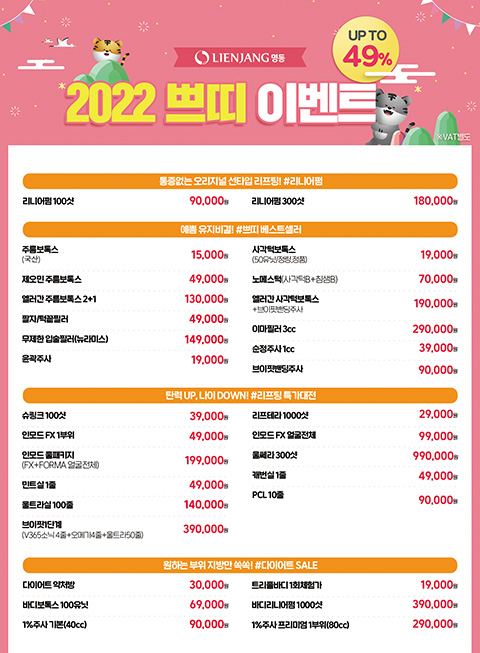 LIENJANG 명동
UP TO
49%
2022 쁘띠 이벤트
※VAT별도
통증없는 오리지널 선타입 리프팅! #리니어펌
리니어펌 100샷 90,000원
리니어펌 300샷 180,000원
예쁨 유지비결! #쁘띠 베스트셀러
주름보톡스
(국산)
15,000원
사각턱보톡스
(50유닛/정량,정품)
19,000원
제오민 주름보톡스 49,000원
노메스턱(사각턱B+침샘B) 70,000원
엘러간 주름보톡스 2+1 130,000원
엘러간 사각턱보톡스
+브이핏밴딩주사
190,000원
팔자/턱끝필러 49,000원
이마필러 3cc 290,000원
무제한 입술필러(뉴라미스) 149,000원
순정주사 1cc 39,000원
윤곽주사 19,000원
브이핏밴딩주사 90,000원
탄력 UP, 나이 DOWN! #리프팅 특가대전
슈링크 100샷 39,000원
리프테라 1000샷 29,000원
인모드 FX 1부위 49,000원
인모드 FX 얼굴전체 99,000원
인모드 풀패키지
(FX+FORMA 얼굴전체)
199,000원
울쎄라 300샷 990,000원
민트실 1줄 49,000원
캐번실 1줄 49,000원
울트라실 100줄 140,000원
PCL 10줄 90,000원
브이핏1단계
(V365소닉 4줄+오메가4줄+울트라50줄)
390,000원
원하는 부위 지방만 쏙쏙! #다이어트 SALE
다이어트 약처방 30,000원
트리플바디 1회체험가 19,000원
바디보톡스 100유닛 69,000원
바디리니어펌 1000샷 390,000원
1%주사 기본(40cc) 90,000원
1%주사 프리미엄 1부위(80cc) 290,000원